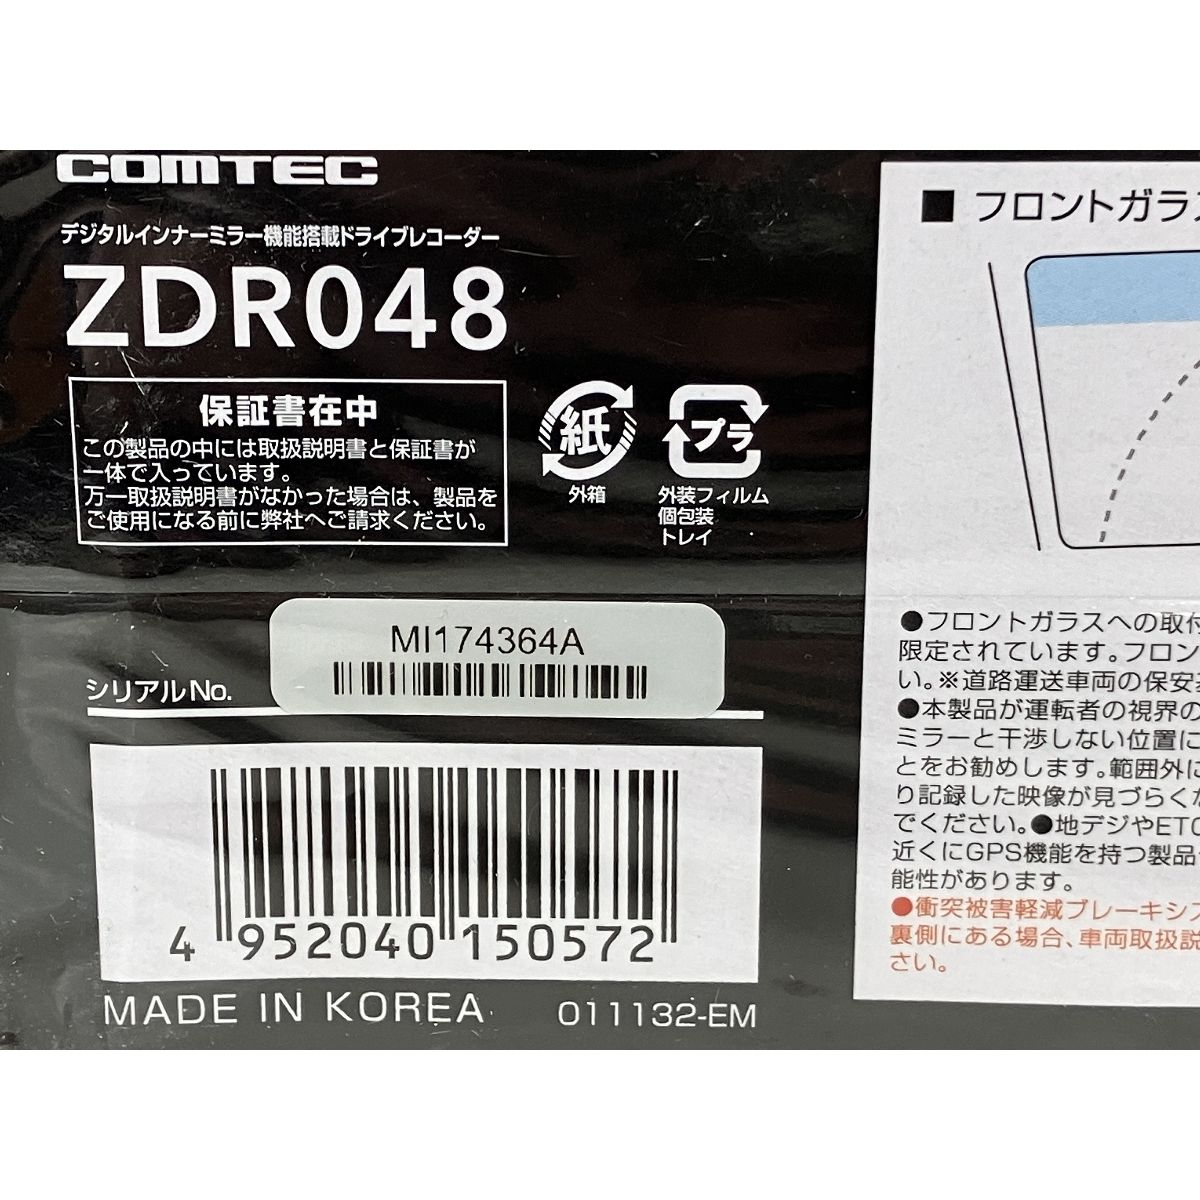 COMTEC
デジタルインナーミラー機能搭載ドライブレコーダー
ZDR048
保証書在中
この製品の中には取扱説明書と保証書が
一体で入っています。
万一取扱説明書がなかった場合は、製品を
ご使用になる前に弊社へご請求ください。
紙
外箱
プラ
外装フィルム
個包装
トレイ
シリアルNo.
MI174364A
4 952040 150572
MADE IN KOREA
011132-EM
■ フロントガラス
●フロントガラスへの取付
限定されています。フロン
い。※道路運送車両の保安基
●本製品が運転者の視界の
ミラーと干渉しない位置に
とをお勧めします。範囲外に
り記録した映像が見づらくな
でください。●地デジやETC
近くにGPS機能を持つ製品
能性があります。
●衝突被害軽減ブレーキシス
裏側にある場合、車両取扱説
さい。